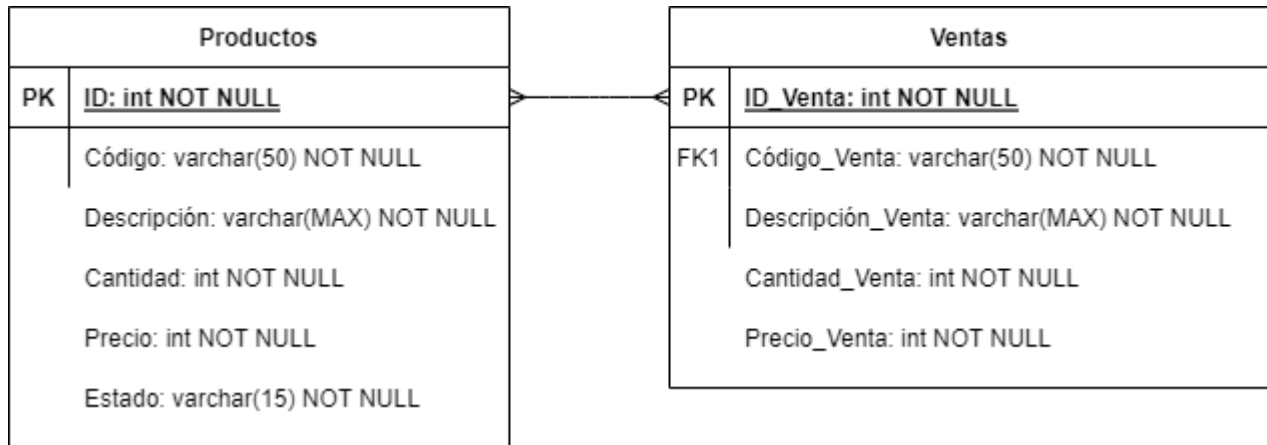 Productos
PK ID: int NOT NULL
Código: varchar(50) NOT NULL
Descripción: varchar(MAX) NOT NULL
Cantidad: int NOT NULL
Precio: int NOT NULL
Estado: varchar(15) NOT NULL
Ventas
PK ID_Venta: int NOT NULL
FK1 Código_Venta: varchar(50) NOT NULL
Descripción_Venta: varchar(MAX) NOT NULL
Cantidad_Venta: int NOT NULL
Precio_Venta: int NOT NULL